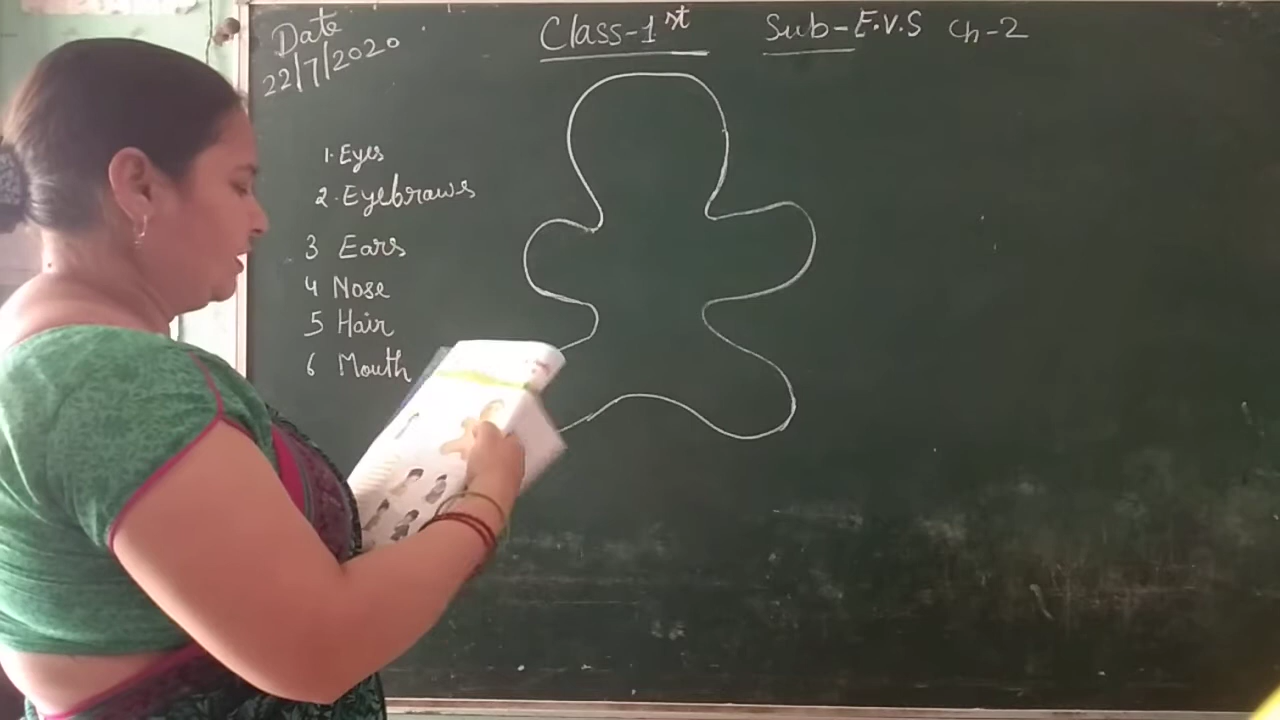 Date
22/7/2020
Class-1st Sub-E.V.S Ch-2
1. Eyes
2. Eyebraws
3 Ears
4 Nose
5 Hair
6 Mouth